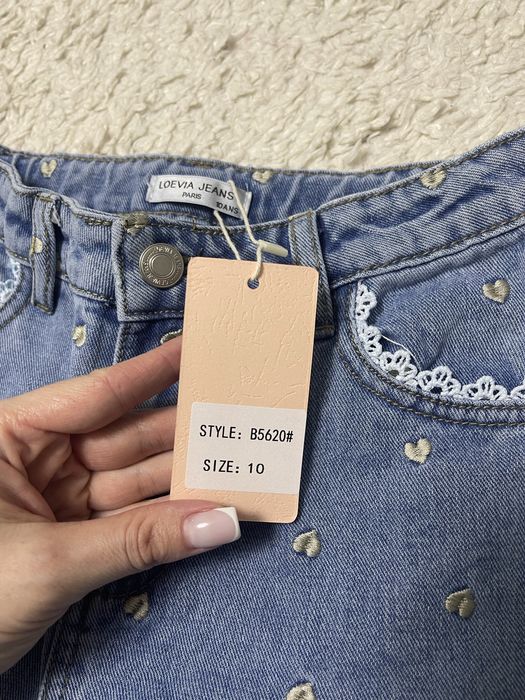 LOEVIA JEANS
PARIS 10ANS
STYLE: B5620#
SIZE: 10